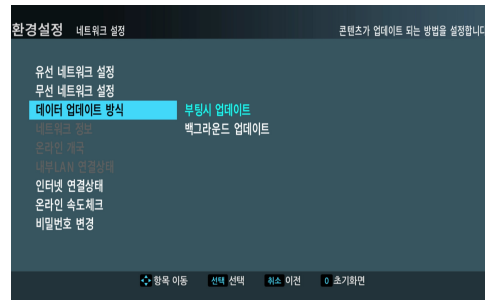 환경설정 네트워크 설정 콘텐츠가 업데이트 되는 방법을 설정합니다
유선 네트워크 설정
무선 네트워크 설정
데이터 업데이트 방식 부팅시 업데이트
네트워크 정보 백그라운드 업데이트
온라인 개국
내부LAN 연결상태
인터넷 연결상태
온라인 속도체크
비밀번호 변경
항목 이동 선택 선택 취소 이전 0 초기화면